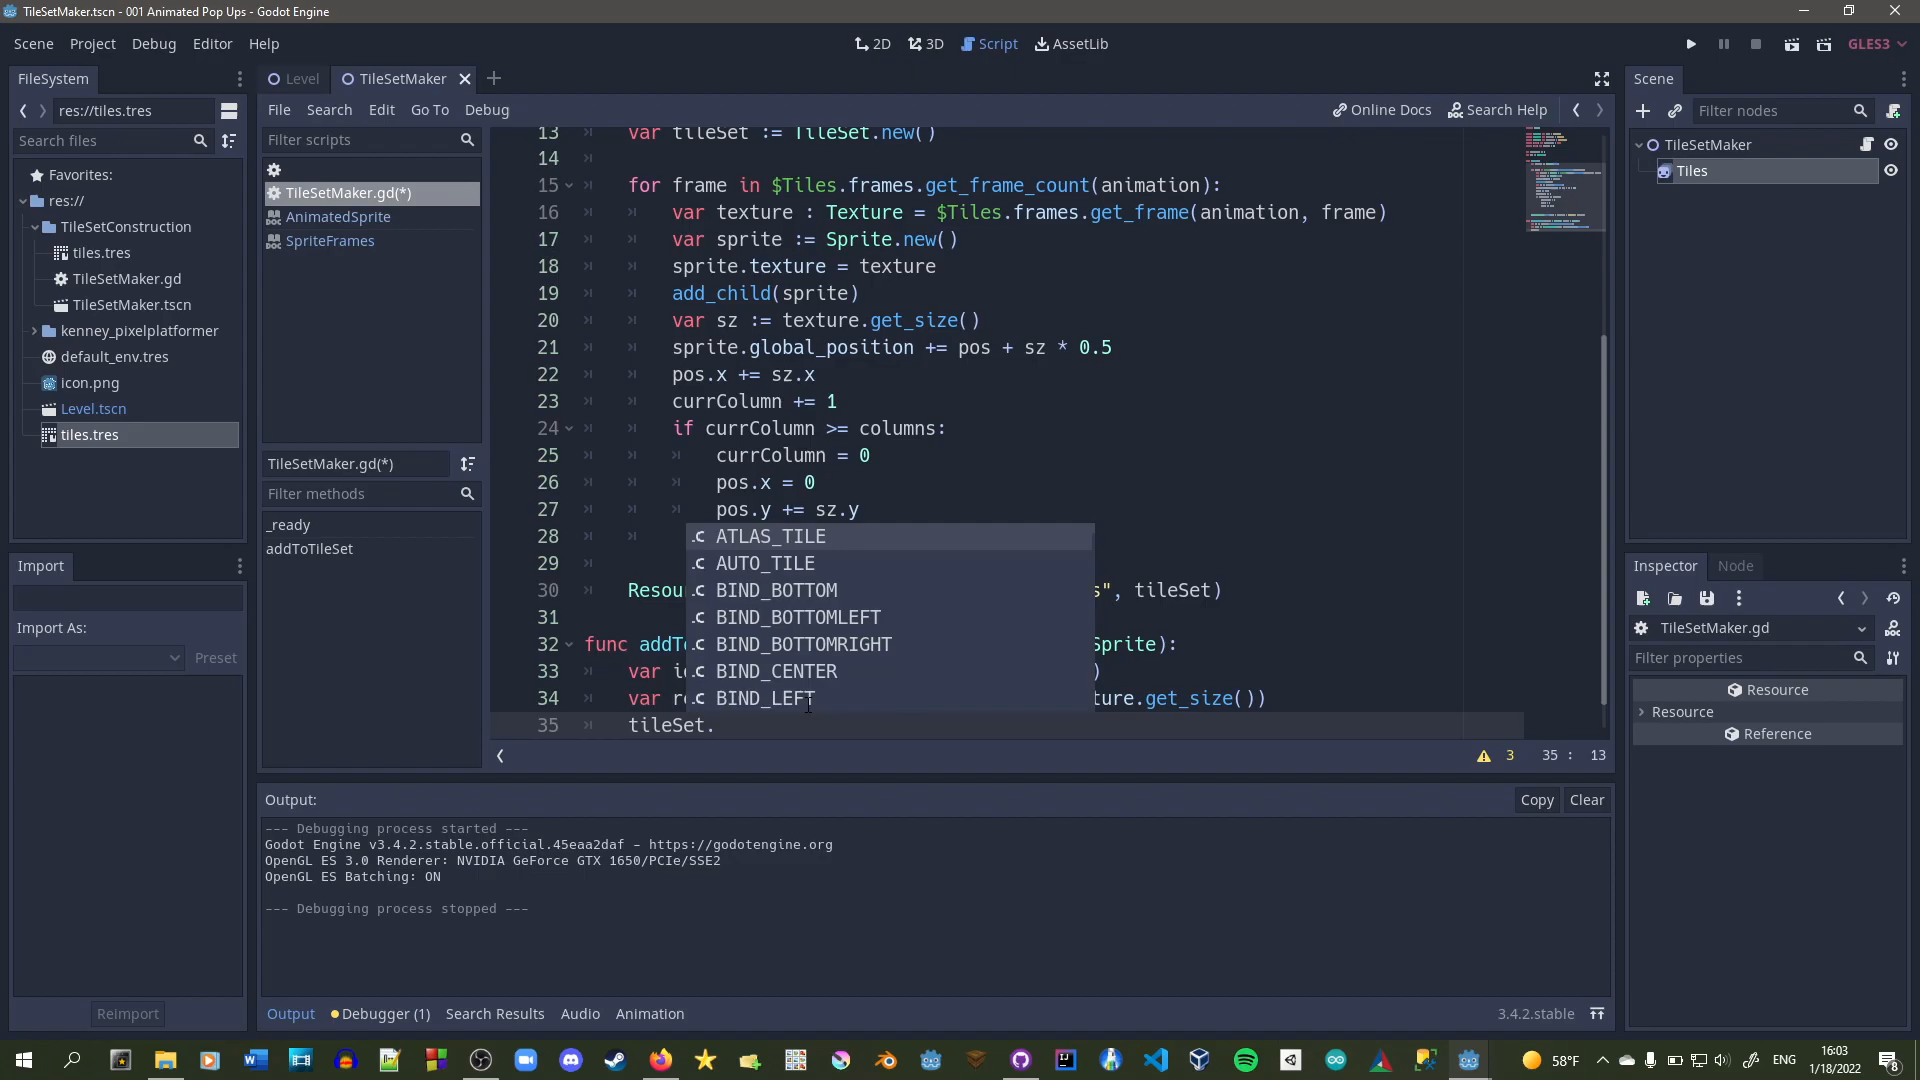 TileSetMaker.tscn - 001 Animated Pop Ups - Godot Engine
Scene Project Debug Editor Help
2D 3D Script AssetLib
GLES3
FileSystem
res://tiles.tres
Search files
Favorites:
res://
TileSetConstruction
tiles.tres
TileSetMaker.gd
TileSetMaker.tscn
kenney_pixelplatformer
default_env.tres
icon.png
Level.tscn
tiles.tres
Import
Import As:
Preset
Reimport
Level TileSetMaker
File Search Edit Go To Debug
Online Docs Search Help
Filter scripts
TileSetMaker.gd(*)
AnimatedSprite
SpriteFrames
TileSetMaker.gd(*)
Filter methods
_ready
addToTileSet
13 var tileSet := TileSet.new()
14
15 for frame in $Tiles.frames.get_frame_count(animation):
16 var texture : Texture = $Tiles.frames.get_frame(animation, frame)
17 var sprite := Sprite.new()
18 sprite.texture = texture
19 add_child(sprite)
20 var sz := texture.get_size()
21 sprite.global_position += pos + sz * 0.5
22 pos.x += sz.x
23 currColumn += 1
24 if currColumn >= columns:
25 currColumn = 0
26 pos.x = 0
27 pos.y += sz.y
28
29
30 Resou s", tileSet)
31
32 func addT Sprite):
33 var i )
34 var r ture.get_size())
35 tileSet.
ATLAS_TILE
AUTO_TILE
BIND_BOTTOM
BIND_BOTTOMLEFT
BIND_BOTTOMRIGHT
BIND_CENTER
BIND_LEFT
3 35 : 13
Output:
Copy Clear
--- Debugging process started ---
Godot Engine v3.4.2.stable.official.45eaa2daf - https://godotengine.org
OpenGL ES 3.0 Renderer: NVIDIA GeForce GTX 1650/PCIe/SSE2
OpenGL ES Batching: ON
--- Debugging process stopped ---
Output Debugger (1) Search Results Audio Animation
3.4.2.stable
Scene
Filter nodes
TileSetMaker
Tiles
Inspector Node
TileSetMaker.gd
Filter properties
Resource
Resource
Reference
58°F
ENG
16:03
1/18/2022
8